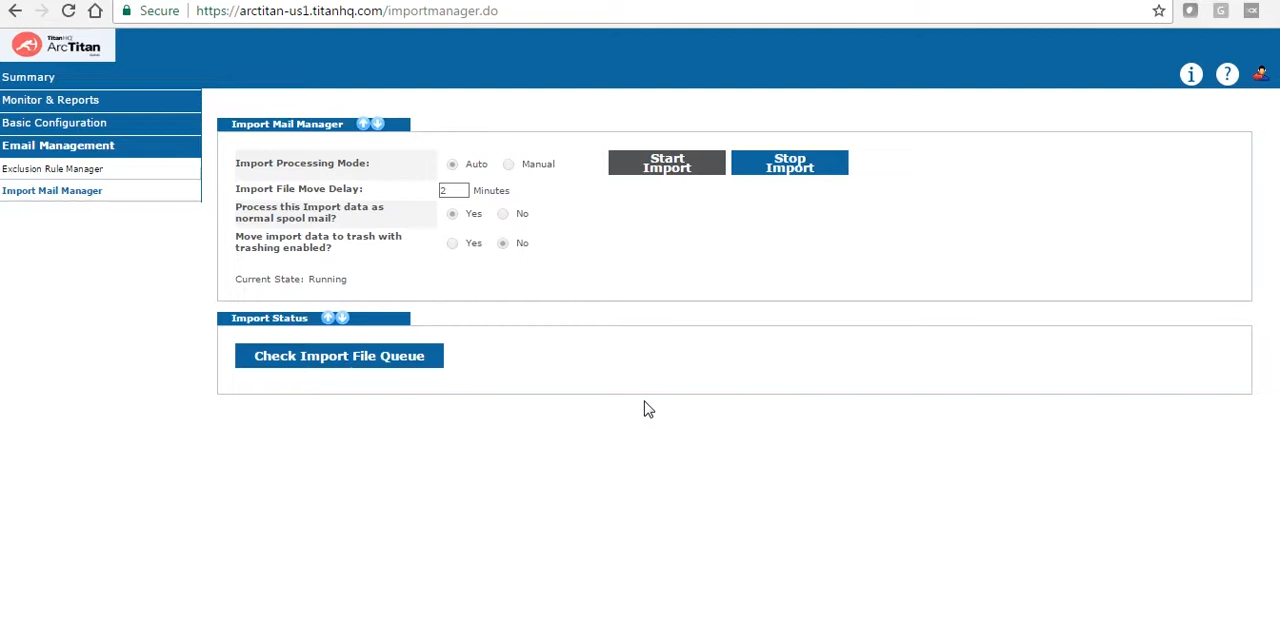 Secure https://arctitan-us1.titanhq.com/importmanager.do
TitanHQ
ArcTitan
Summary
Monitor & Reports
Basic Configuration
Email Management
Exclusion Rule Manager
Import Mail Manager
Import Mail Manager
Import Processing Mode: Auto Manual
Start
Import
Stop
Import
Import File Move Delay: 2 Minutes
Process this Import data as
normal spool mail? Yes No
Move import data to trash with
trashing enabled? Yes No
Current State: Running
Import Status
Check Import File Queue